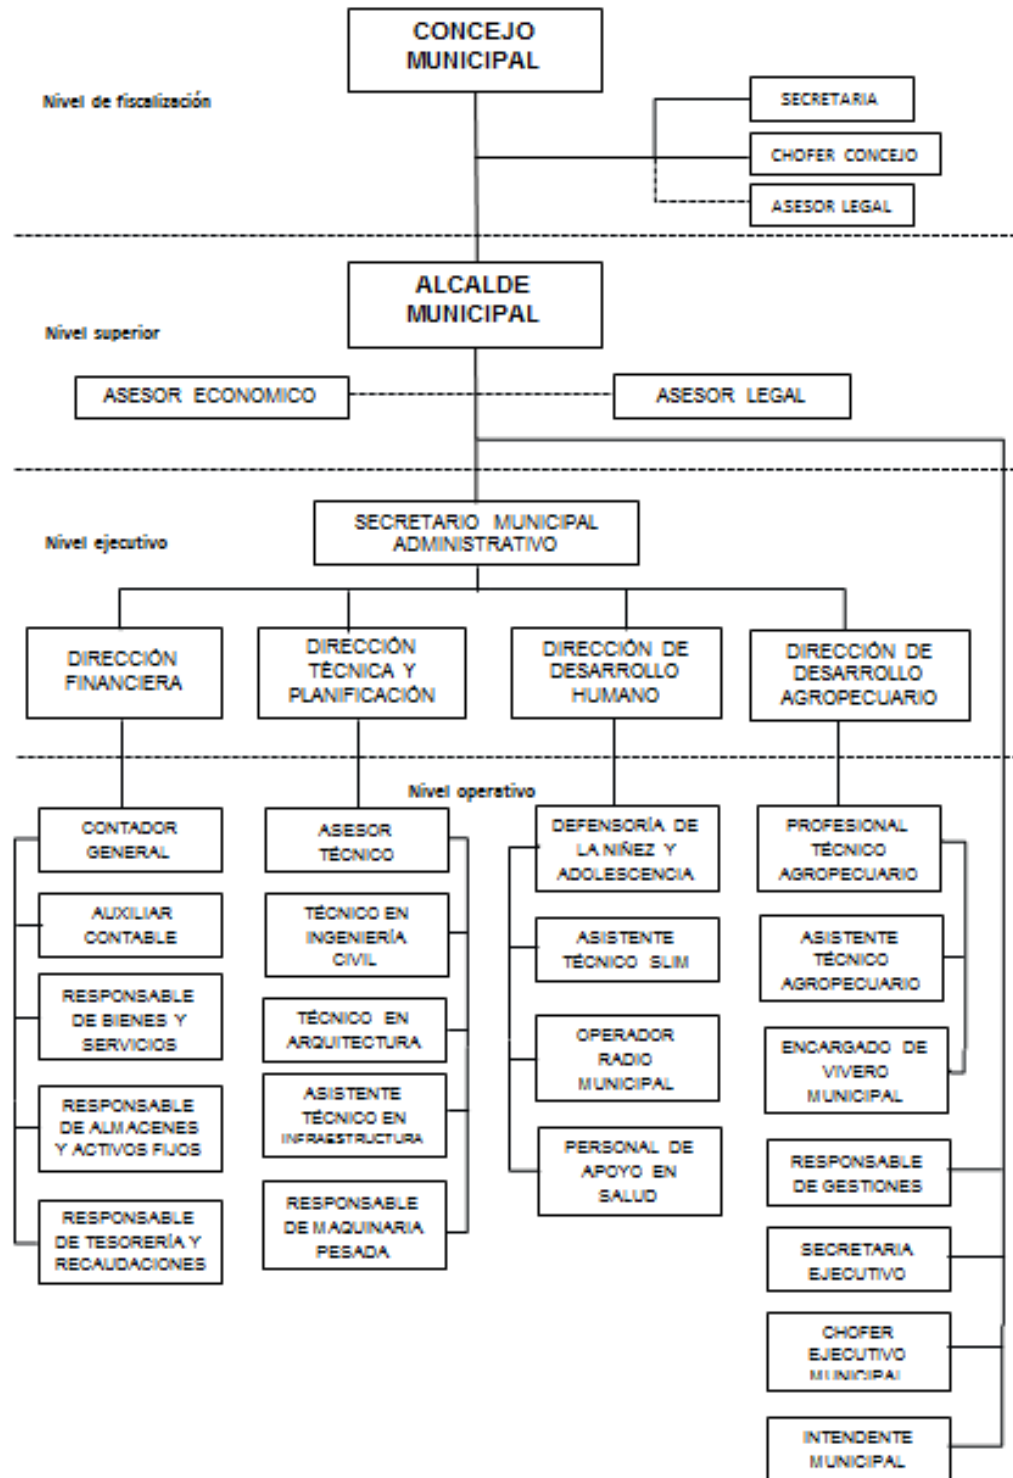 CONCEJO
MUNICIPAL
Nivel de fiscalización
SECRETARIA
CHOFER CONCEJO
ASESOR LEGAL
ALCALDE
MUNICIPAL
Nivel superior
ASESOR ECONOMICO
ASESOR LEGAL
SECRETARIO MUNICIPAL
ADMINISTRATIVO
Nivel ejecutivo
DIRECCIÓN
FINANCIERA
DIRECCIÓN
TÉCNICA Y
PLANIFICACIÓN
DIRECCIÓN DE
DESARROLLO
HUMANO
DIRECCIÓN DE
DESARROLLO
AGROPECUARIO
Nivel operativo
CONTADOR
GENERAL
AUXILIAR
CONTABLE
RESPONSABLE
DE BIENES Y
SERVICIOS
RESPONSABLE
DE ALMACENES
Y ACTIVOS FIJOS
RESPONSABLE
DE TESORERÍA Y
RECAUDACIONES
ASESOR
TÉCNICO
TÉCNICO EN
INGENIERÍA
CIVIL
TÉCNICO EN
ARQUITECTURA
ASISTENTE
TÉCNICO EN
INFRAESTRUCTURA
RESPONSABLE
DE MAQUINARIA
PESADA
DEFENSORÍA DE
LA NIÑEZ Y
ADOLESCENCIA
ASISTENTE
TÉCNICO SLIM
OPERADOR
RADIO
MUNICIPAL
PERSONAL DE
APOYO EN
SALUD
PROFESIONAL
TÉCNICO
AGROPECUARIO
ASISTENTE
TÉCNICO
AGROPECUARIO
ENCARGADO DE
VIVERO
MUNICIPAL
RESPONSABLE
DE GESTIONES
SECRETARIA
EJECUTIVO
CHOFER
EJECUTIVO
MUNICIPAL
INTENDENTE
MUNICIPAL